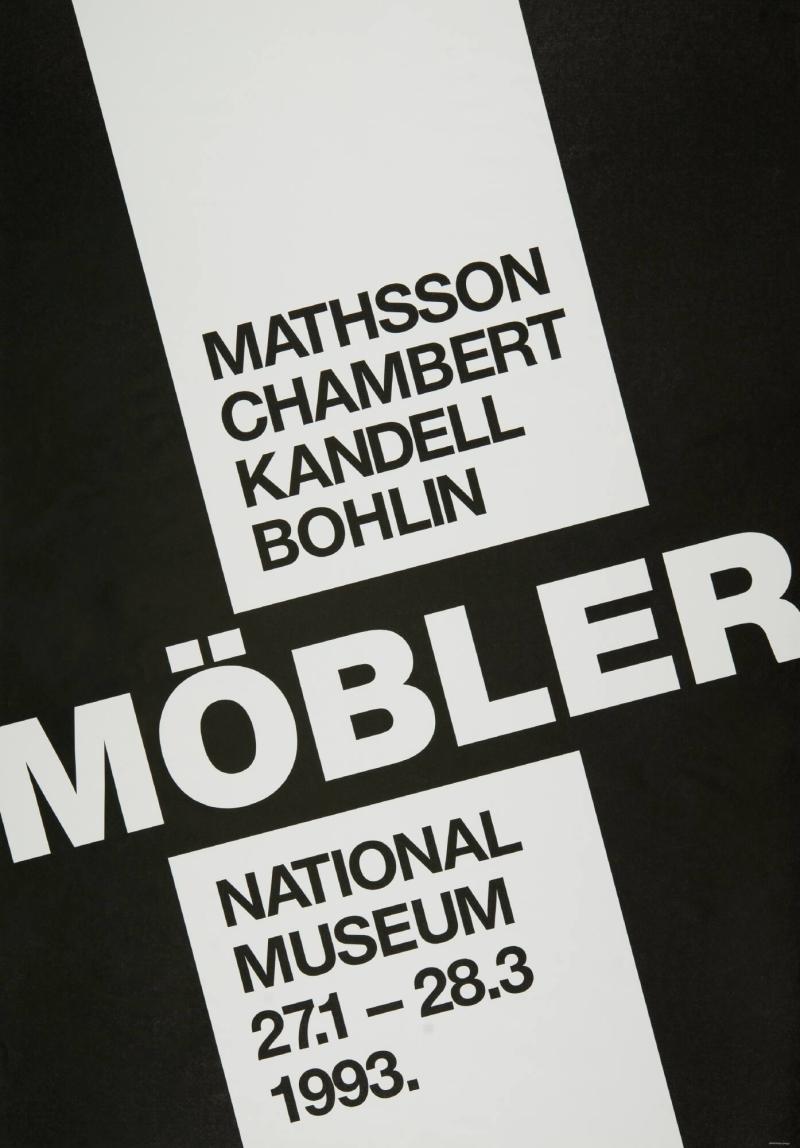 MATHSSON
CHAMBERT
KANDELL
BOHLIN
MÖBLER
NATIONAL
MUSEUM
27.1 – 28.3
1993.